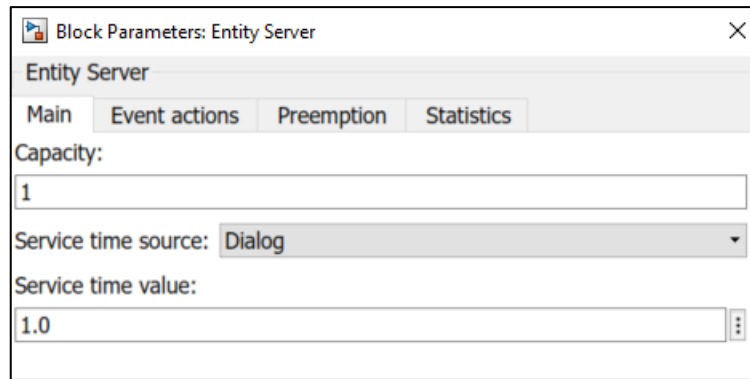 Block Parameters: Entity Server
Entity Server
Main Event actions Preemption Statistics
Capacity:
1
Service time source: Dialog
Service time value:
1.0